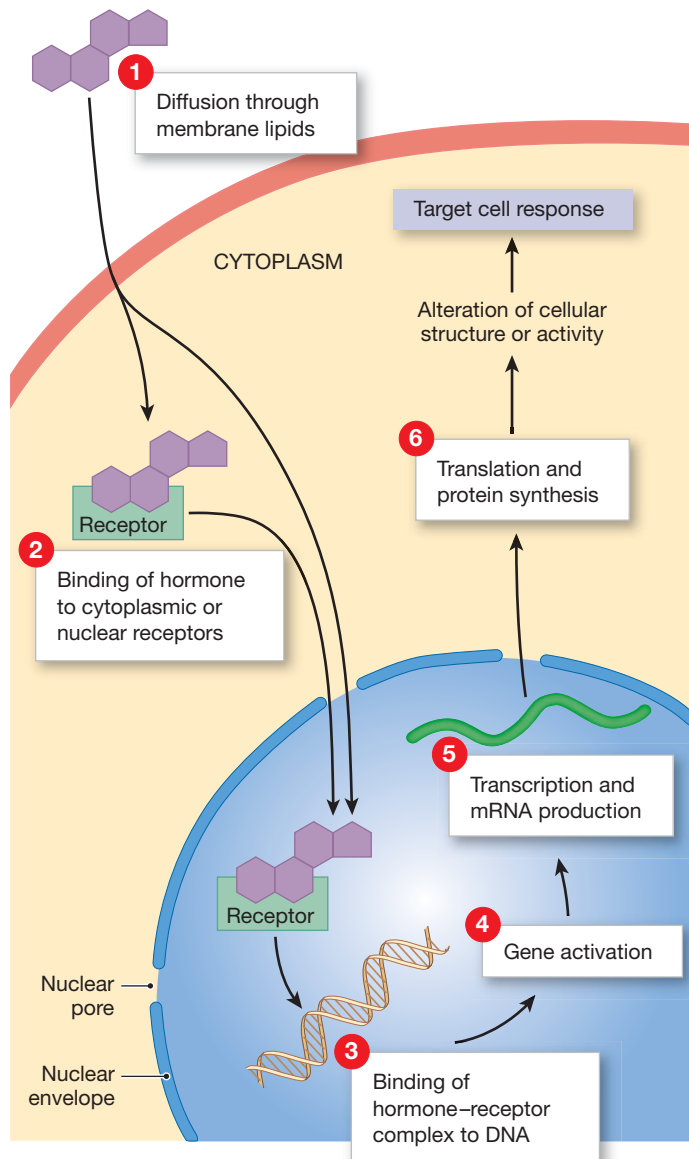 1
Diffusion through
membrane lipids
Target cell response
CYTOPLASM
Alteration of cellular
structure or activity
6
Translation and
protein synthesis
Receptor
2
Binding of hormone
to cytoplasmic or
nuclear receptors
5
Transcription and
mRNA production
Receptor
4
Gene activation
Nuclear
pore
3
Binding of
hormone–receptor
complex to DNA
Nuclear
envelope